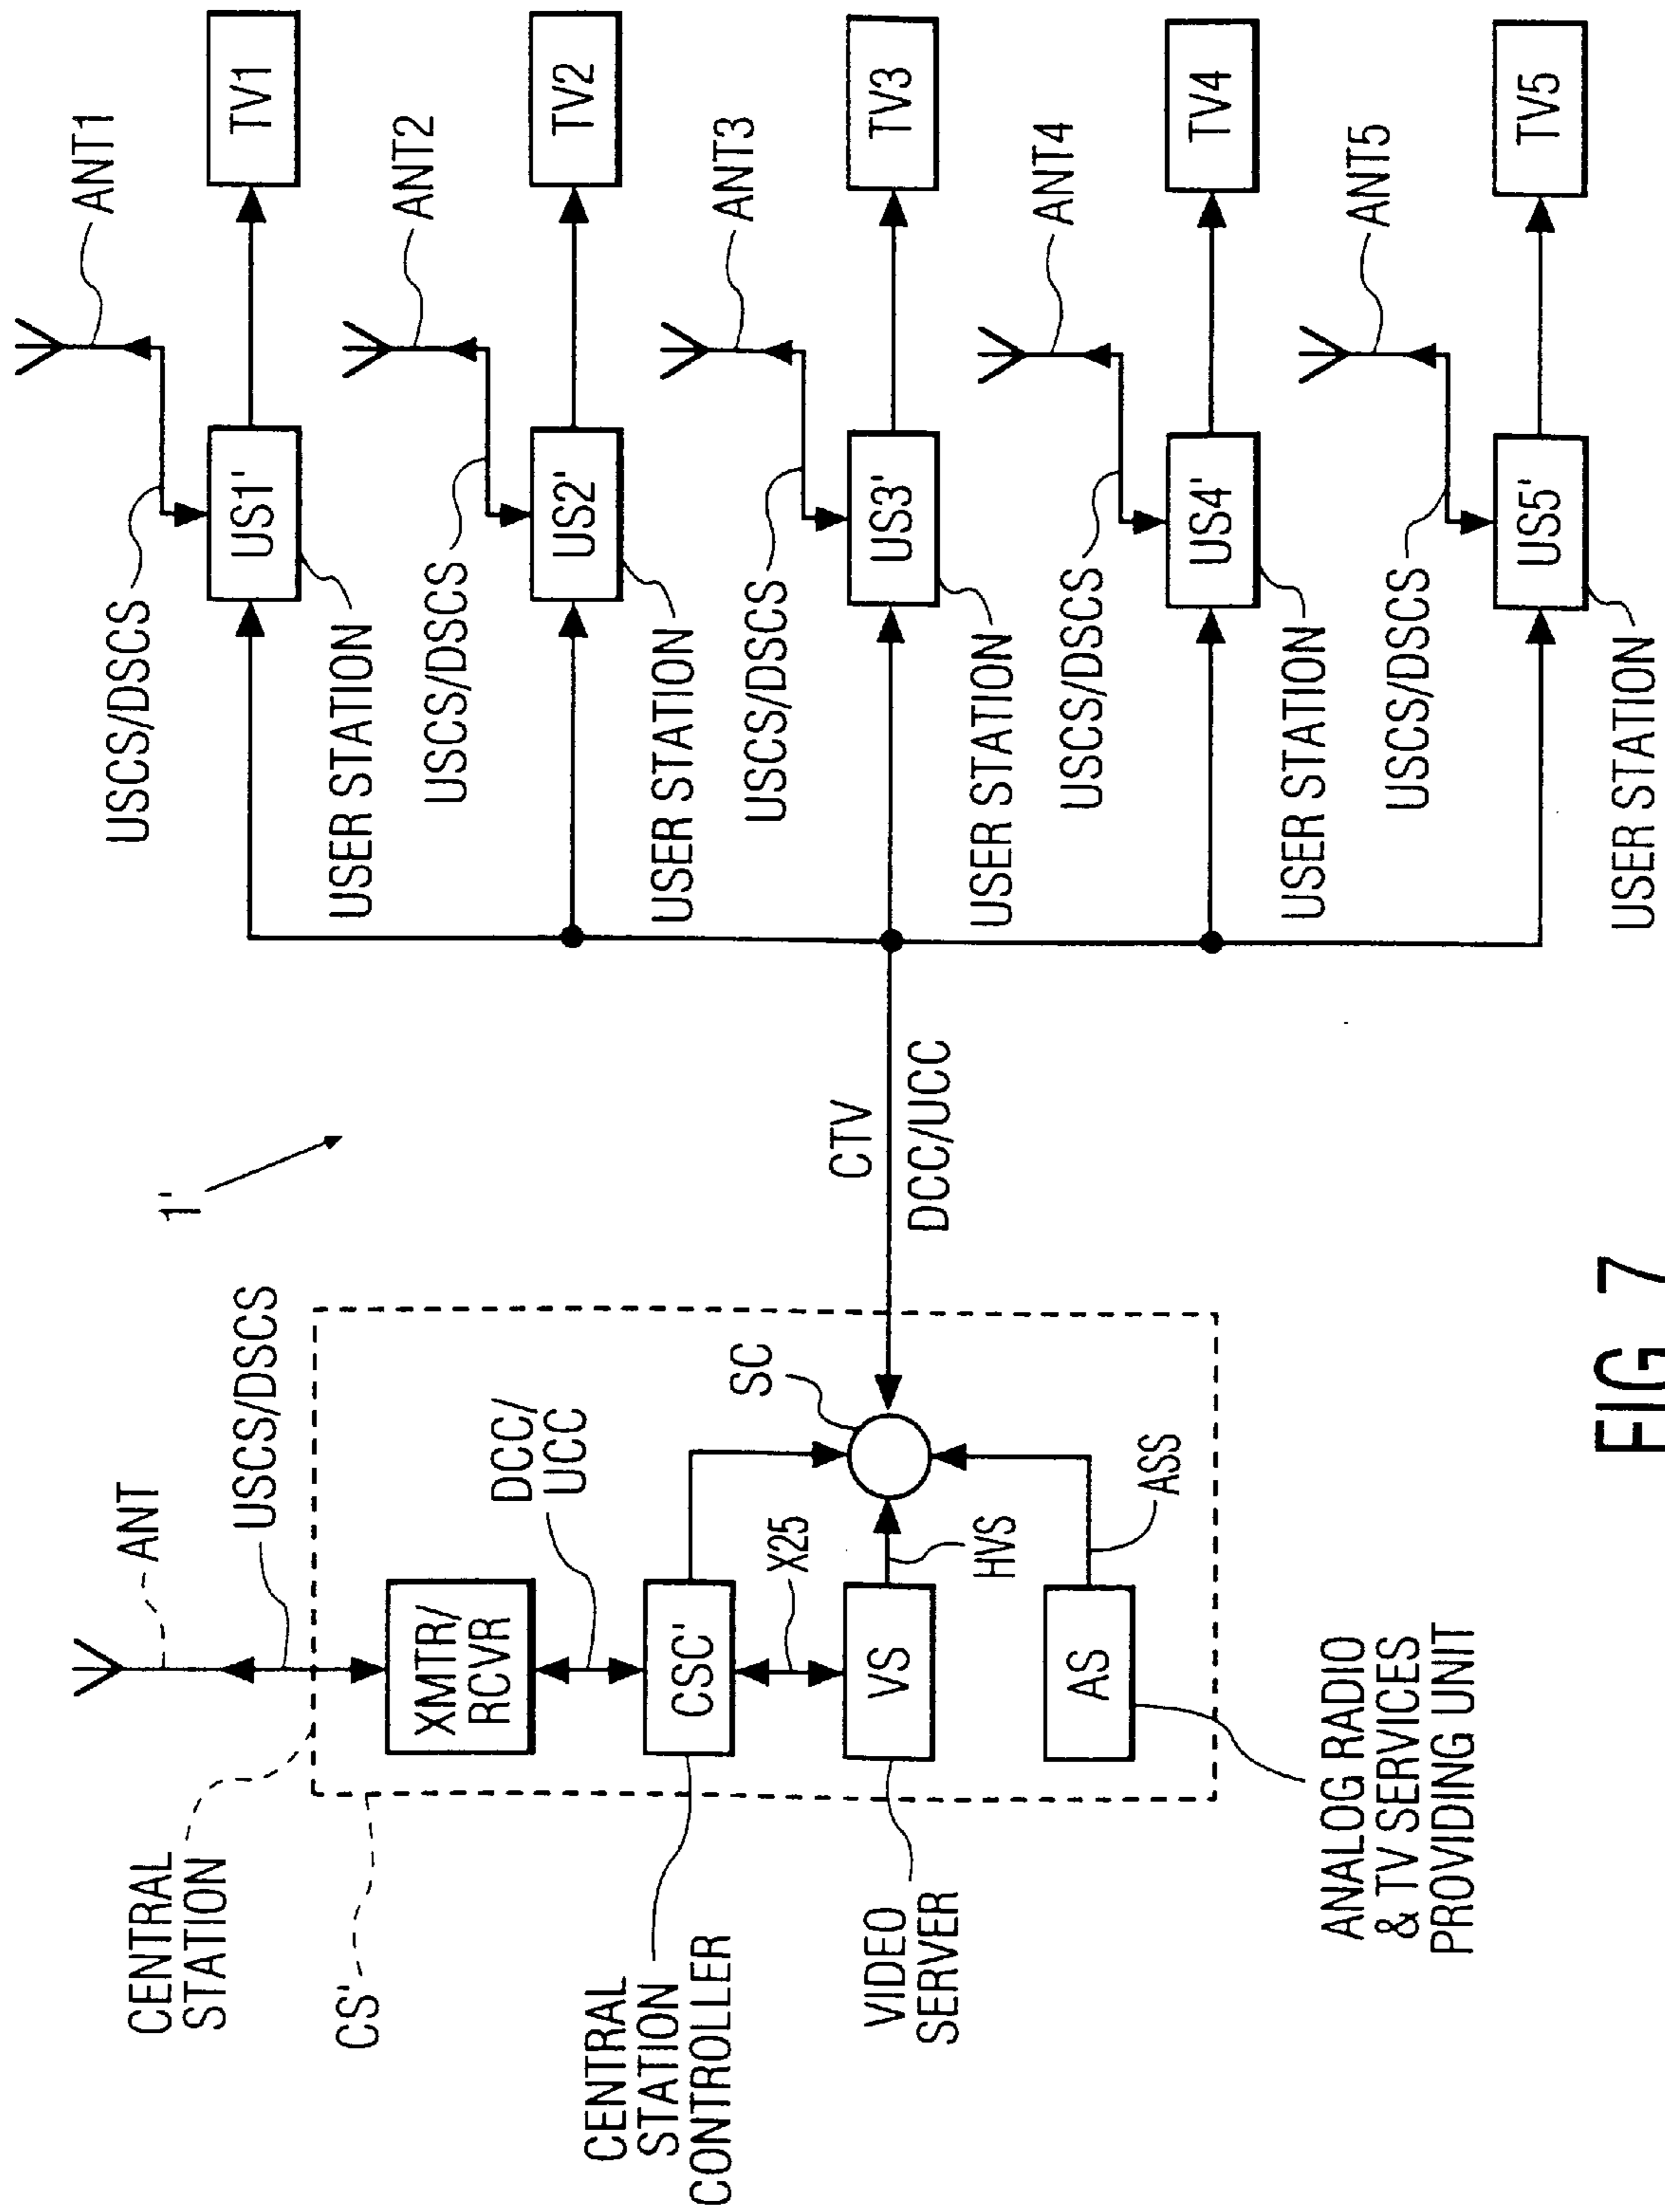 ANT
USCS/DSCS
CENTRAL
STATION
CS'
XMTR/
RCVR
DCC/
UCC
CENTRAL
STATION
CONTROLLER
CSC'
X25
SC
VIDEO
SERVER
VS
HVS
AS
ASS
ANALOG RADIO
& TV SERVICES
PROVIDING UNIT
1'
CTV
DCC/UCC
ANT1
USCS/DSCS
US1'
TV1
USER STATION
ANT2
USCS/DSCS
US2'
TV2
USER STATION
ANT3
USCS/DSCS
US3'
TV3
USER STATION
ANT4
USCS/DSCS
US4'
TV4
USER STATION
ANT5
USCS/DSCS
US5'
TV5
USER STATION
FIG 7